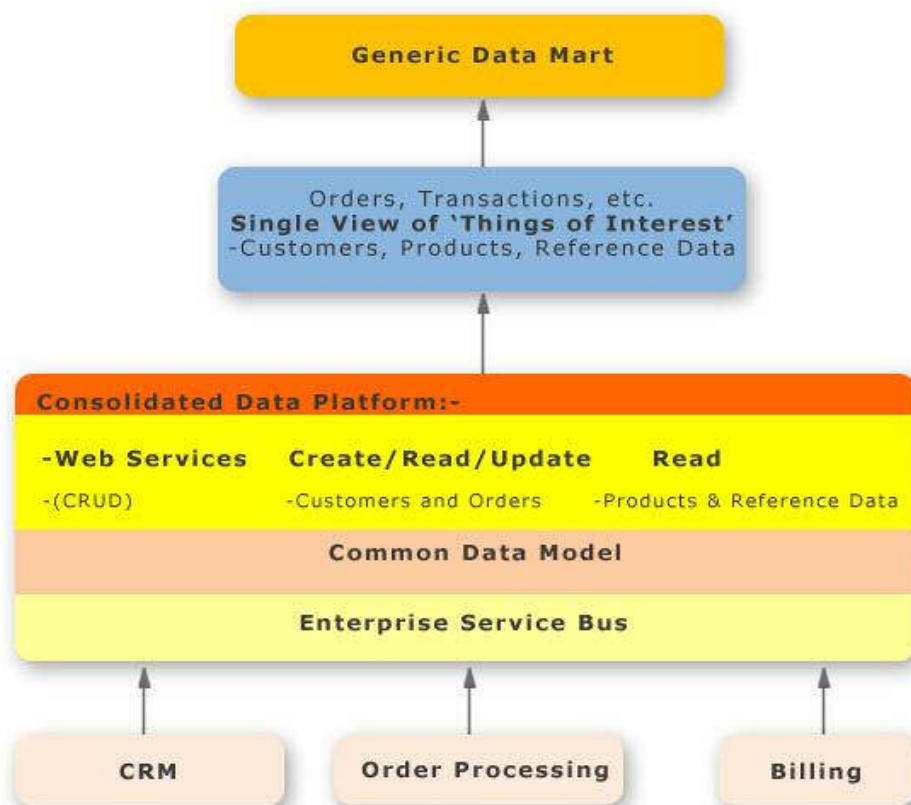 Generic Data Mart
Orders, Transactions, etc.
Single View of ‘Things of Interest’
-Customers, Products, Reference Data
Consolidated Data Platform:-
-Web Services Create/Read/Update Read
-(CRUD) -Customers and Orders -Products & Reference Data
Common Data Model
Enterprise Service Bus
CRM Order Processing Billing